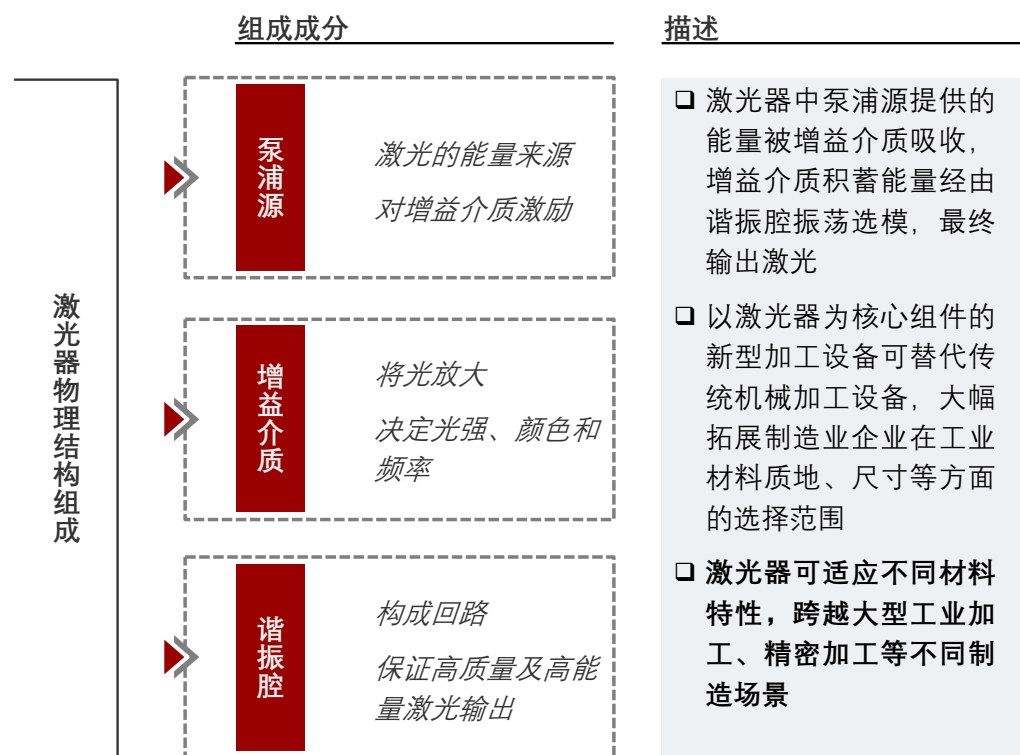 组成成分
描述
激光器物理结构组成
泵浦源
激光的能量来源
对增益介质激励
增益介质
将光放大
决定光强、颜色和
频率
谐振腔
构成回路
保证高质量及高能
量激光输出
激光器中泵浦源提供的
能量被增益介质吸收，
增益介质积蓄能量经由
谐振腔振荡选模，最终
输出激光
以激光器为核心组件的
新型加工设备可替代传
统机械加工设备，大幅
拓展制造业企业在工业
材料质地、尺寸等方面
的选择范围
激光器可适应不同材料
特性，跨越大型工业加
工、精密加工等不同制
造场景